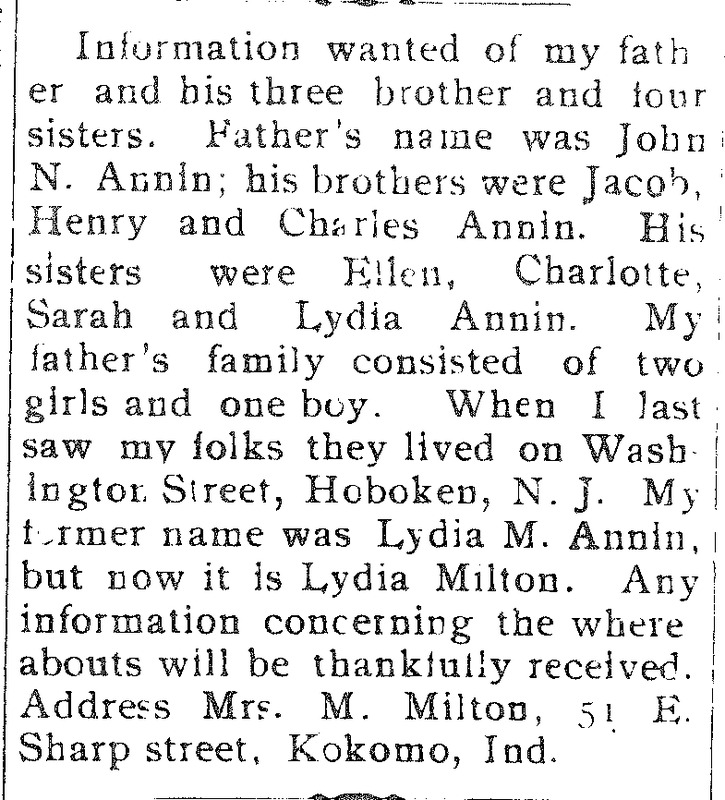 Information wanted of my fath
er and his three brother and four
sisters. Father's name was John
N. Annin; his brothers were Jacob,
Henry and Charles Annin. His
sisters were Ellen, Charlotte,
Sarah and Lydia Annin. My
father's family consisted of two
girls and one boy. When I last
saw my folks they lived on Wash-
ington Street, Hoboken, N. J. My
former name was Lydia M. Annin,
but now it is Lydia Milton. Any
information concerning the where
abouts will be thankfully received.
Address Mrs. M. Milton, 51 E.
Sharp street, Kokomo, Ind.